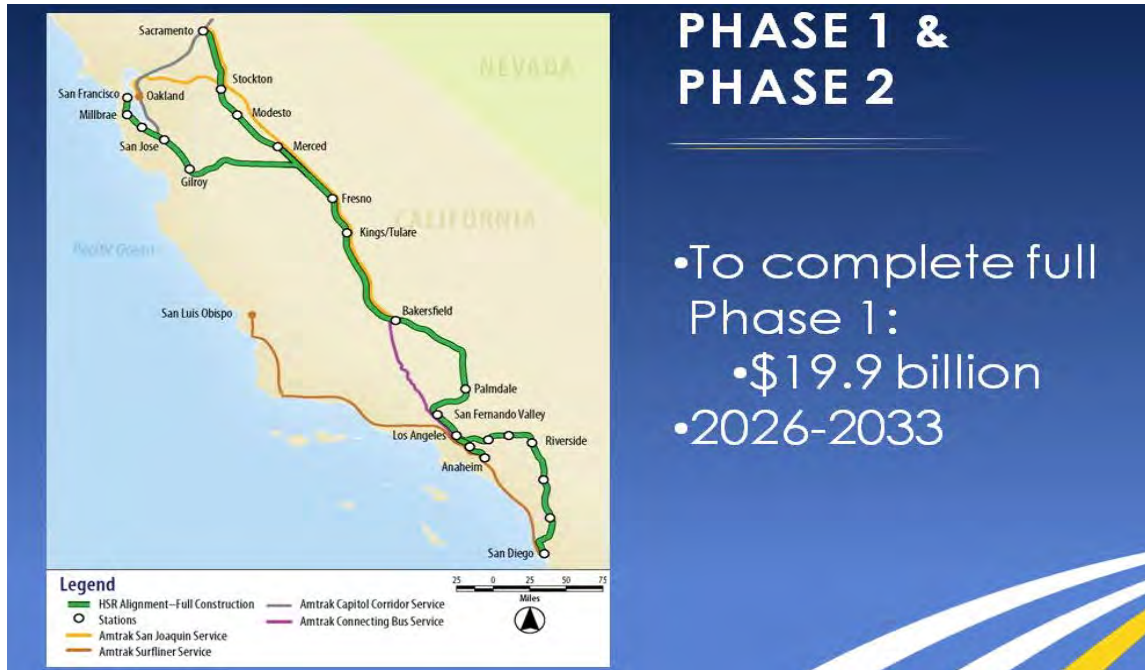 PHASE 1 &
PHASE 2
•To complete full
Phase 1:
•$19.9 billion
•2026-2033
Sacramento
NEVADA
Stockton
San Francisco
Oakland
Millbrae
Modesto
San Jose
Merced
Gilroy
Fresno
CALIFORNIA
Kings/Tulare
Pacific Ocean
San Luis Obispo
Bakersfield
Palmdale
San Fernando Valley
Los Angeles
Riverside
Anaheim
San Diego
Legend
HSR Alignment—Full Construction
Stations
Amtrak San Joaquin Service
Amtrak Surfliner Service
Amtrak Capitol Corridor Service
Amtrak Connecting Bus Service
25 0 25 50 75
Miles